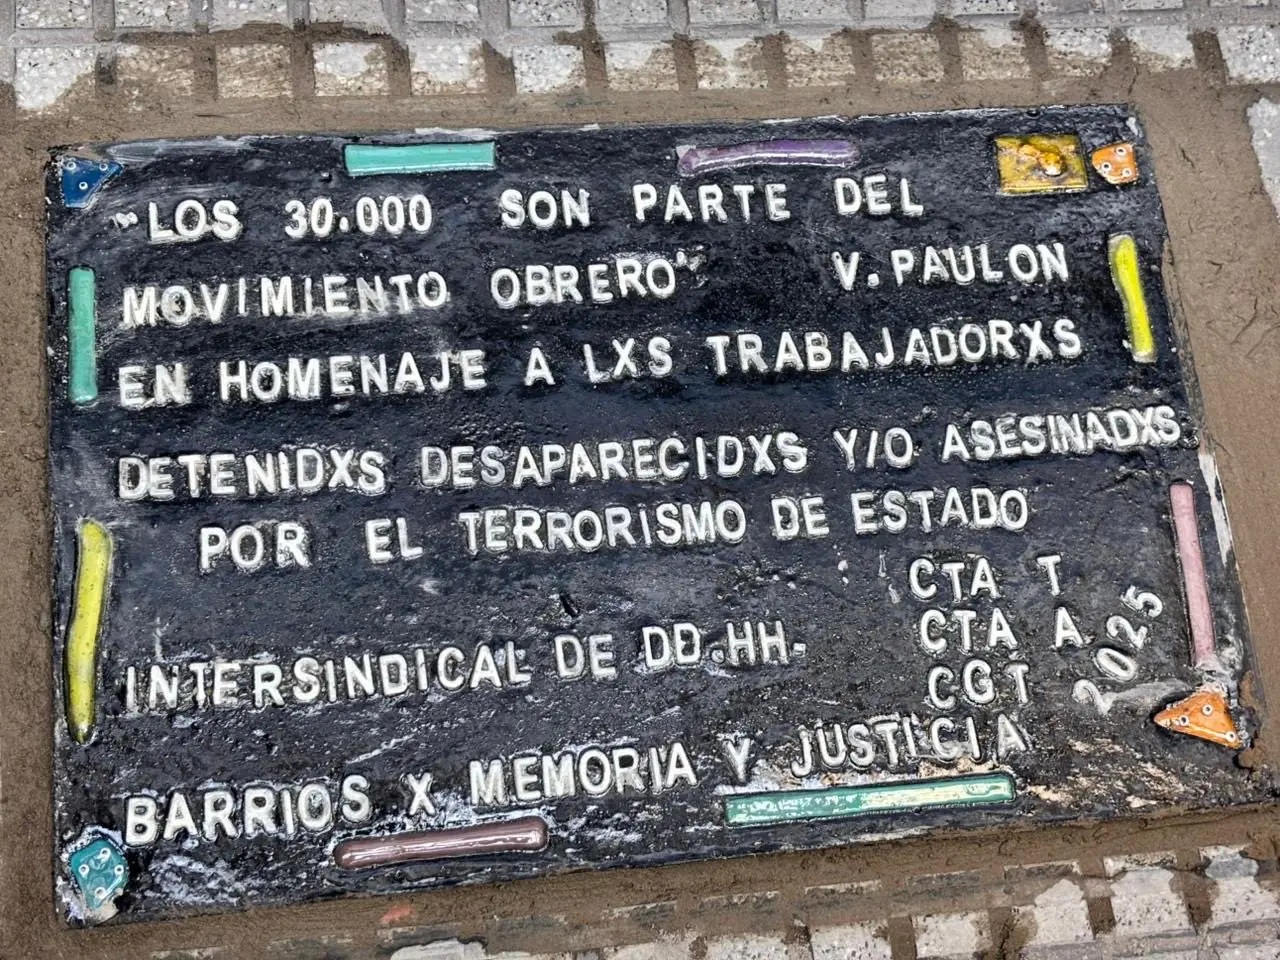 "LOS 30.000 SON PARTE DEL
MOVIMIENTO OBRERO" V. PAULON
EN HOMENAJE A LXS TRABAJADORXS
DETENIDXS DESAPARECIDXS Y/O ASESINADXS
POR EL TERRORiSMO DE ESTADO
CTA T
CTA A
INTERSINDICAL DE DD.HH.
CGT
2025
BARRIOS X MEMORIA Y JUSTICIA